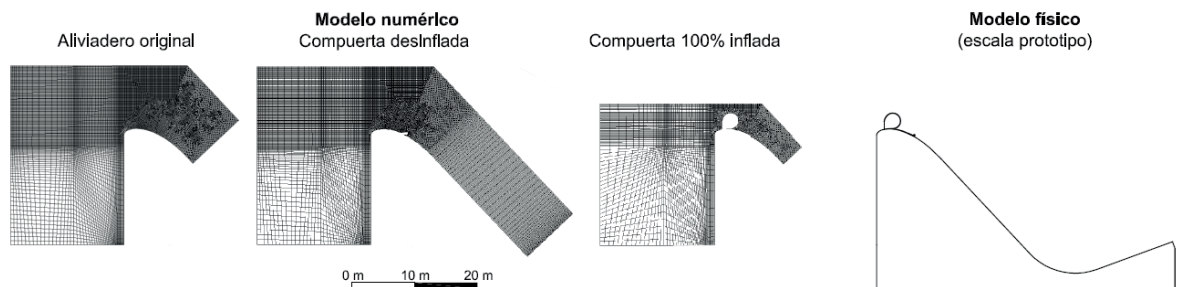 Modelo numérico
Modelo físico
Aliviadero original
Compuerta desinflada
Compuerta 100% inflada
(escala prototipo)
0 m 10 m 20 m